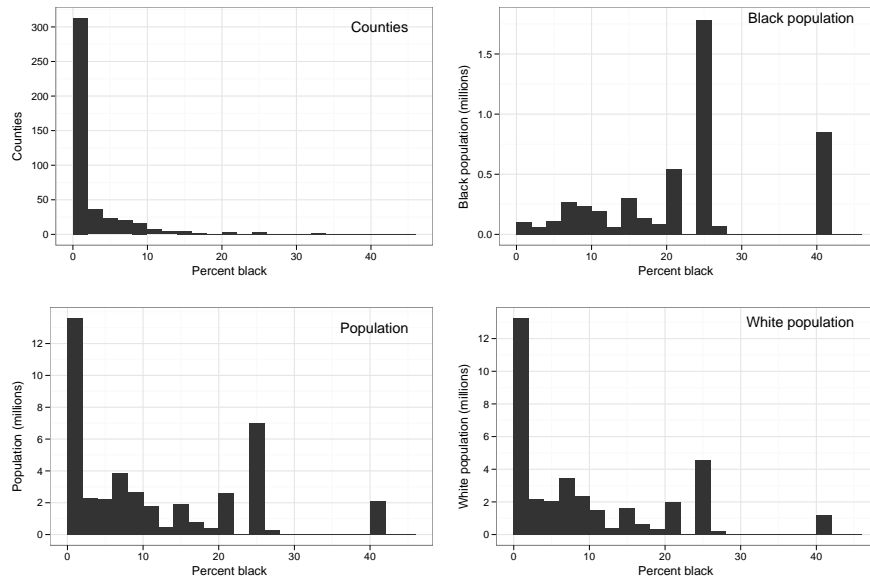 Counties
300
250
200
150
100
50
0
Counties
0 10 20 30 40
Percent black
Black population
1.5
1.0
0.5
0.0
Black population (millions)
0 10 20 30 40
Percent black
Population
12
10
8
6
4
2
0
Population (millions)
0 10 20 30 40
Percent black
White population
12
10
8
6
4
2
0
White population (millions)
0 10 20 30 40
Percent black